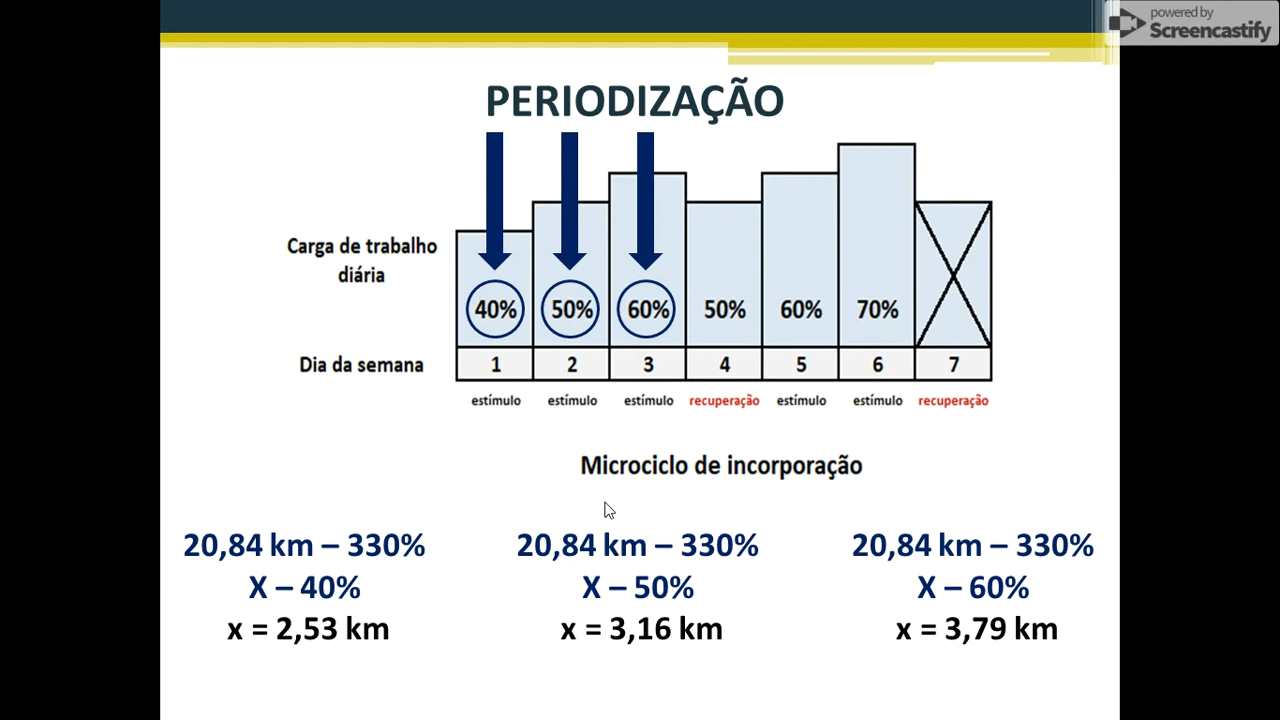 powered by
Screencastify
PERIODIZAÇÃO
Carga de trabalho
diária
40% 50% 60% 50% 60% 70%
Dia da semana 1 2 3 4 5 6 7
estímulo estímulo estímulo recuperação estímulo estímulo recuperação
Microciclo de incorporação
20,84 km – 330% 20,84 km – 330% 20,84 km – 330%
X – 40% X – 50% X – 60%
x = 2,53 km x = 3,16 km x = 3,79 km